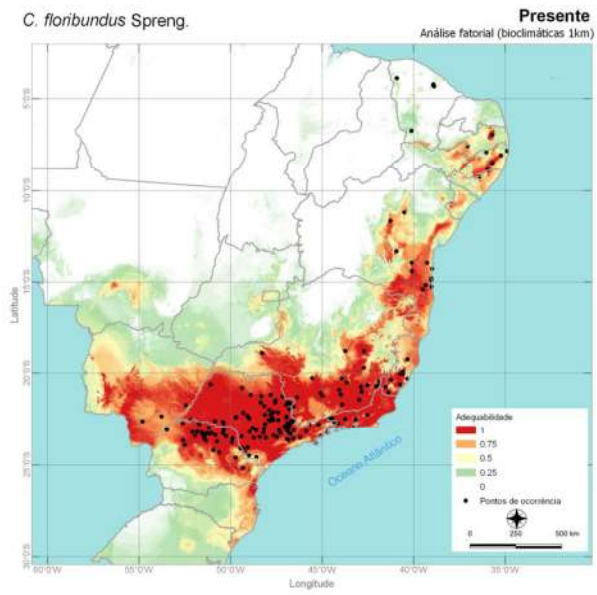 C. floribundus Spreng.
Presente
Análise fatorial (bioclimáticas 1km)
5°0'S
10°0'S
15°0'S
20°0'S
25°0'S
30°0'S
Latitude
Oceano Atlântico
Adequabilidade
1
0.75
0.5
0.25
0
Pontos de ocorrência
0 250 500 km
60°0'W 55°0'W 50°0'W 45°0'W 40°0'W 35°0'W
Longitude